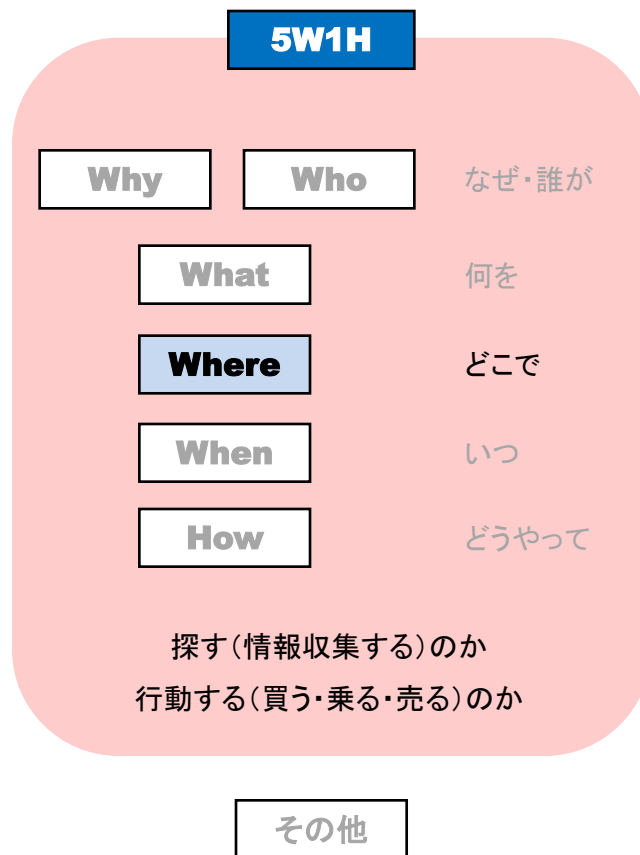 5W1H
Why Who なぜ・誰が
What 何を
Where どこで
When いつ
How どうやって
探す(情報収集する)のか
行動する(買う・乗る・売る)のか
その他